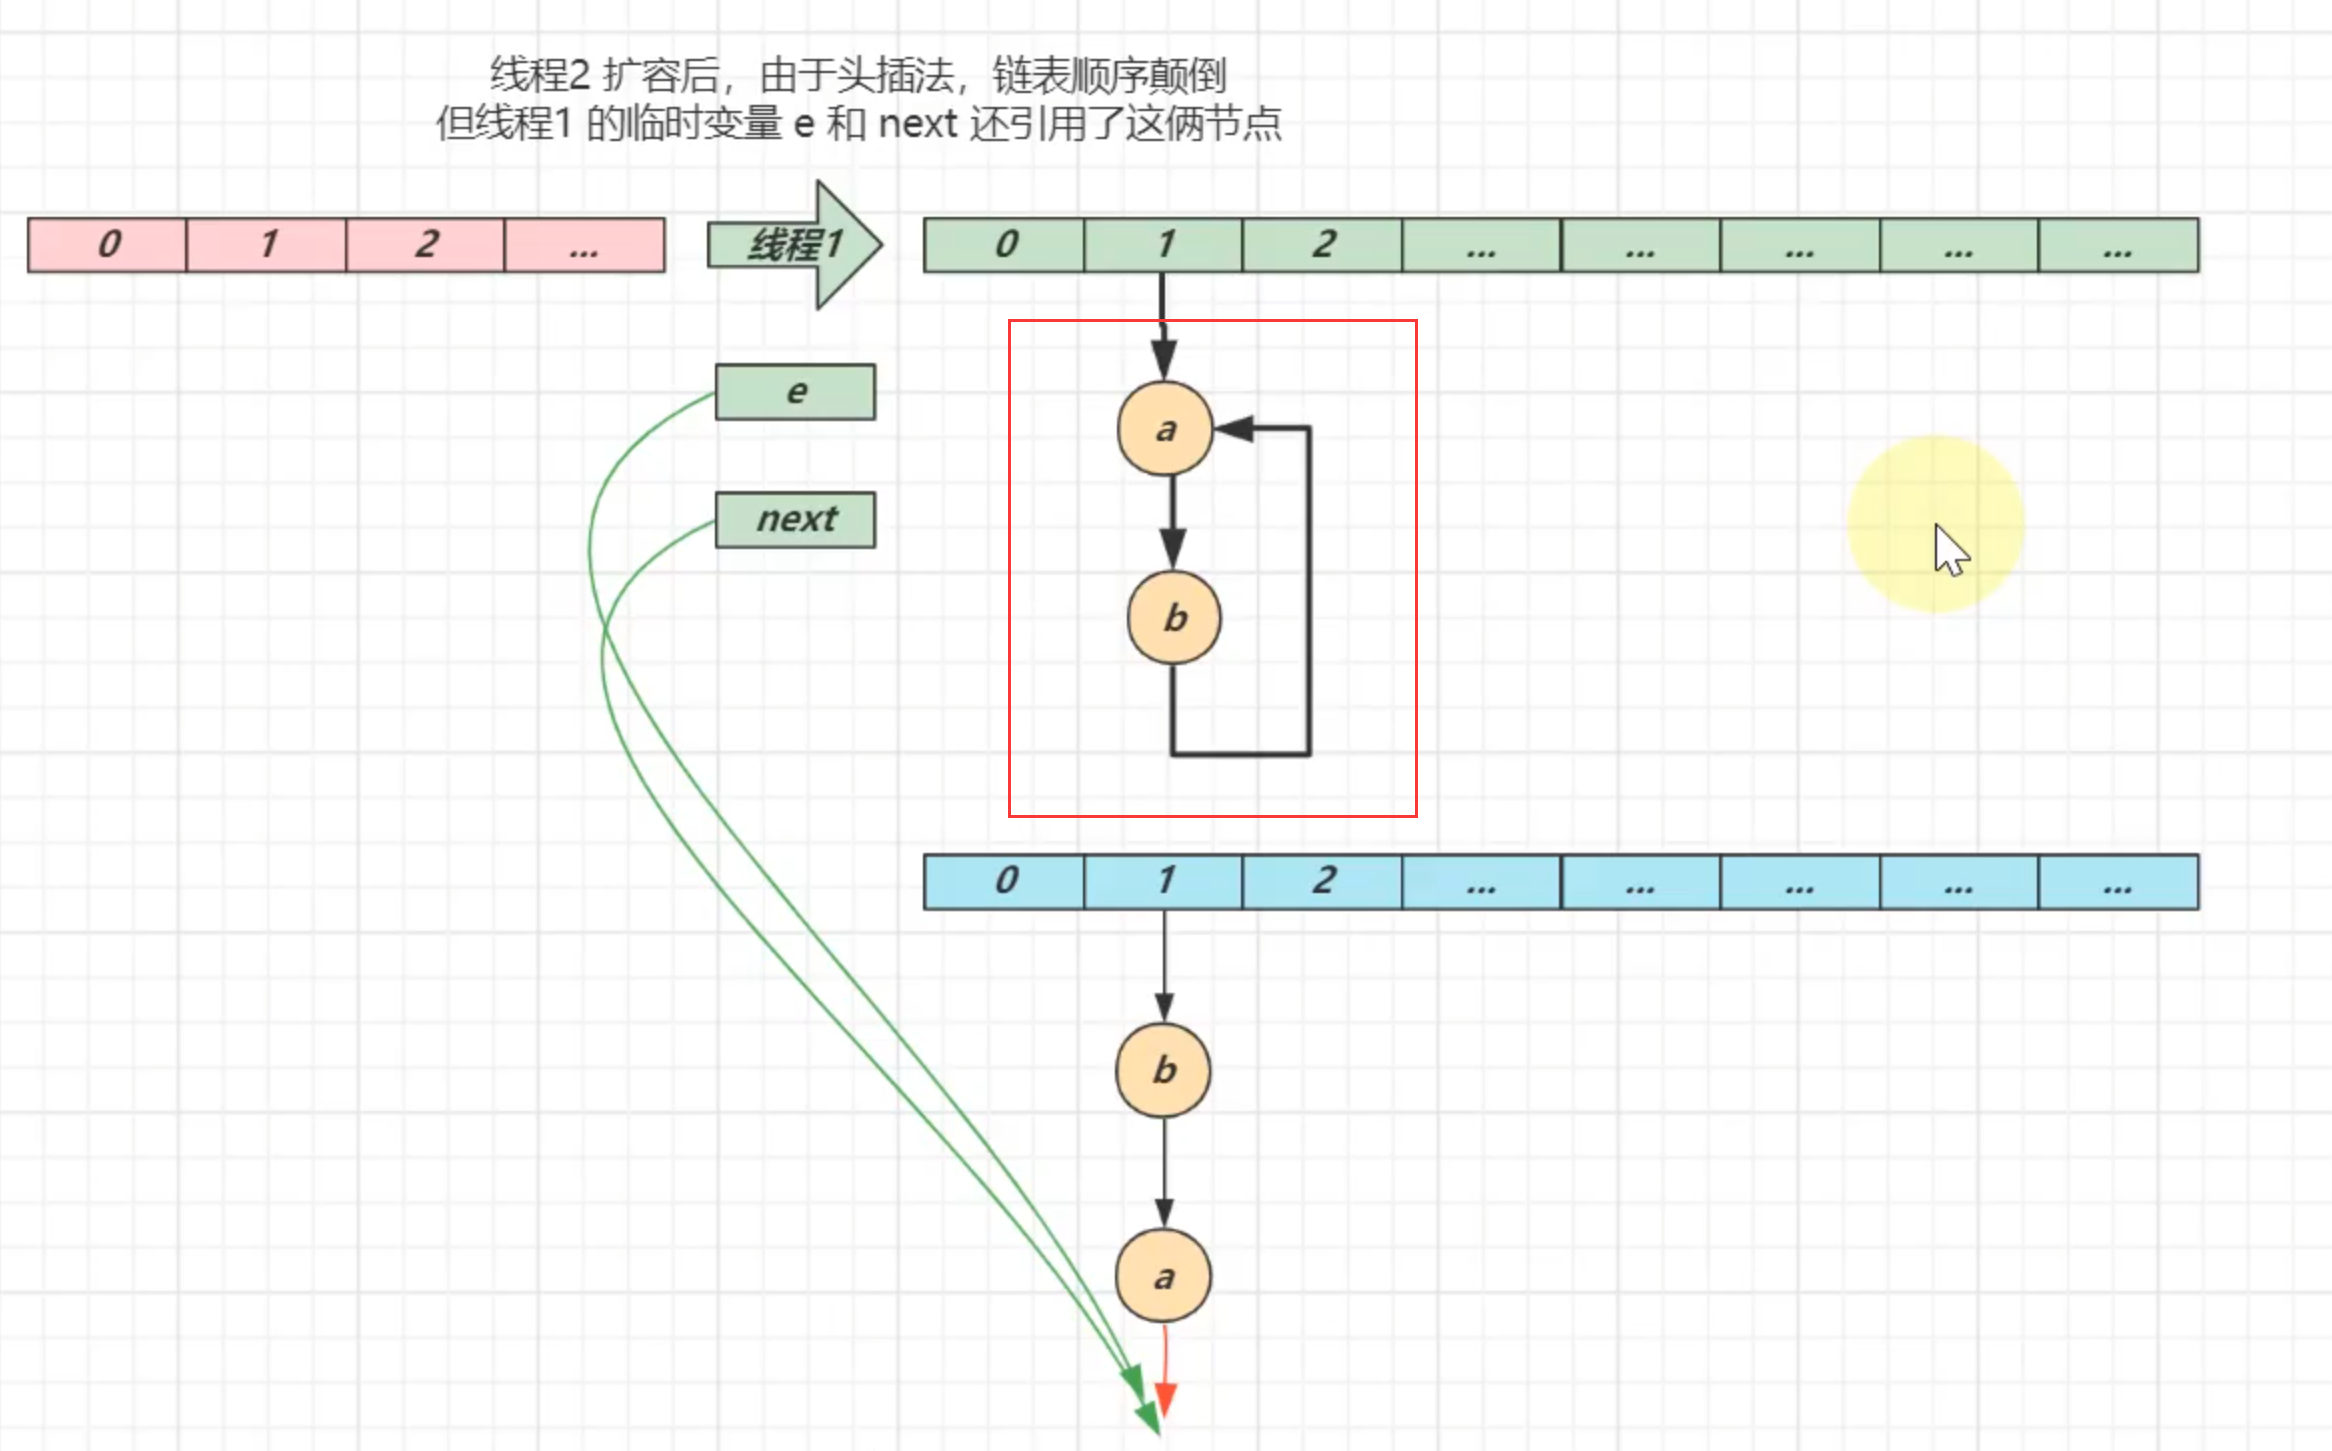 线程2 扩容后，由于头插法，链表顺序颠倒
但线程1 的临时变量 e 和 next 还引用了这俩节点
0 1 2 ...
线程1
0 1 2 ... ... ... ... ...
e
next
a
b
0 1 2 ... ... ... ... ...
b
a